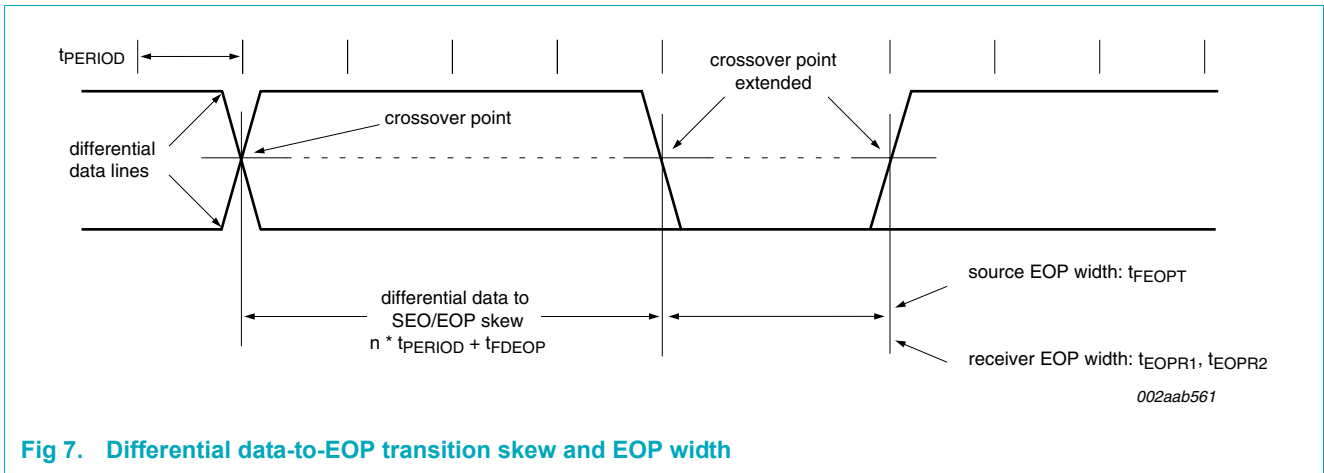 tPERIOD
crossover point
extended
crossover point
differential
data lines
source EOP width: tFEOPT
differential data to
SEO/EOP skew
n * tPERIOD + tFDEOP
receiver EOP width: tEOPR1, tEOPR2
002aab561
Fig 7. Differential data-to-EOP transition skew and EOP width